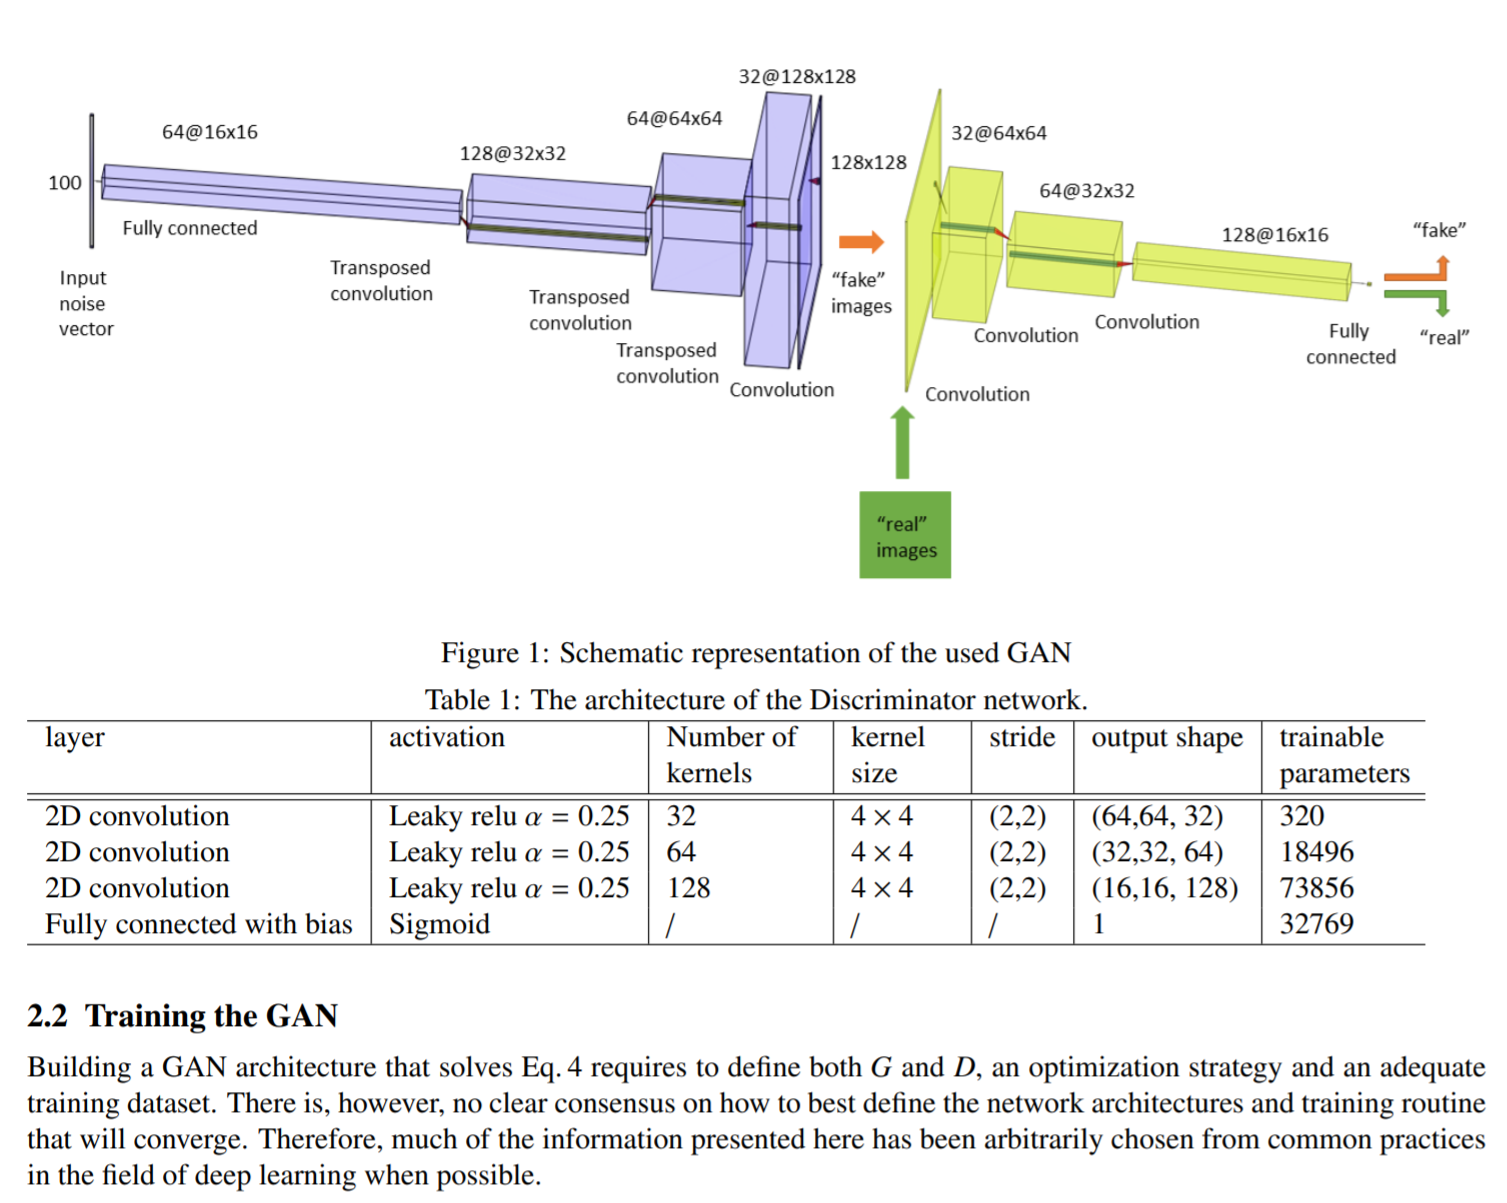 32@128x128
64@64x64
64@16x16
128@32x32
100
Fully connected
Input
noise
vector
Transposed
convolution
Transposed
convolution
Transposed
convolution
Convolution
128x128
"fake"
images
32@64x64
64@32x32
128@16x16
"fake"
"real"
Convolution
Convolution
Convolution
Fully
connected
"real"
images
Figure 1: Schematic representation of the used GAN
Table 1: The architecture of the Discriminator network.
layer activation Number of kernels kernel size stride output shape trainable parameters
2D convolution Leaky relu α = 0.25 32 4 × 4 (2,2) (64,64, 32) 320
2D convolution Leaky relu α = 0.25 64 4 × 4 (2,2) (32,32, 64) 18496
2D convolution Leaky relu α = 0.25 128 4 × 4 (2,2) (16,16, 128) 73856
Fully connected with bias Sigmoid / / / 1 32769
2.2 Training the GAN
Building a GAN architecture that solves Eq. 4 requires to define both G and D, an optimization strategy and an adequate
training dataset. There is, however, no clear consensus on how to best define the network architectures and training routine
that will converge. Therefore, much of the information presented here has been arbitrarily chosen from common practices
in the field of deep learning when possible.